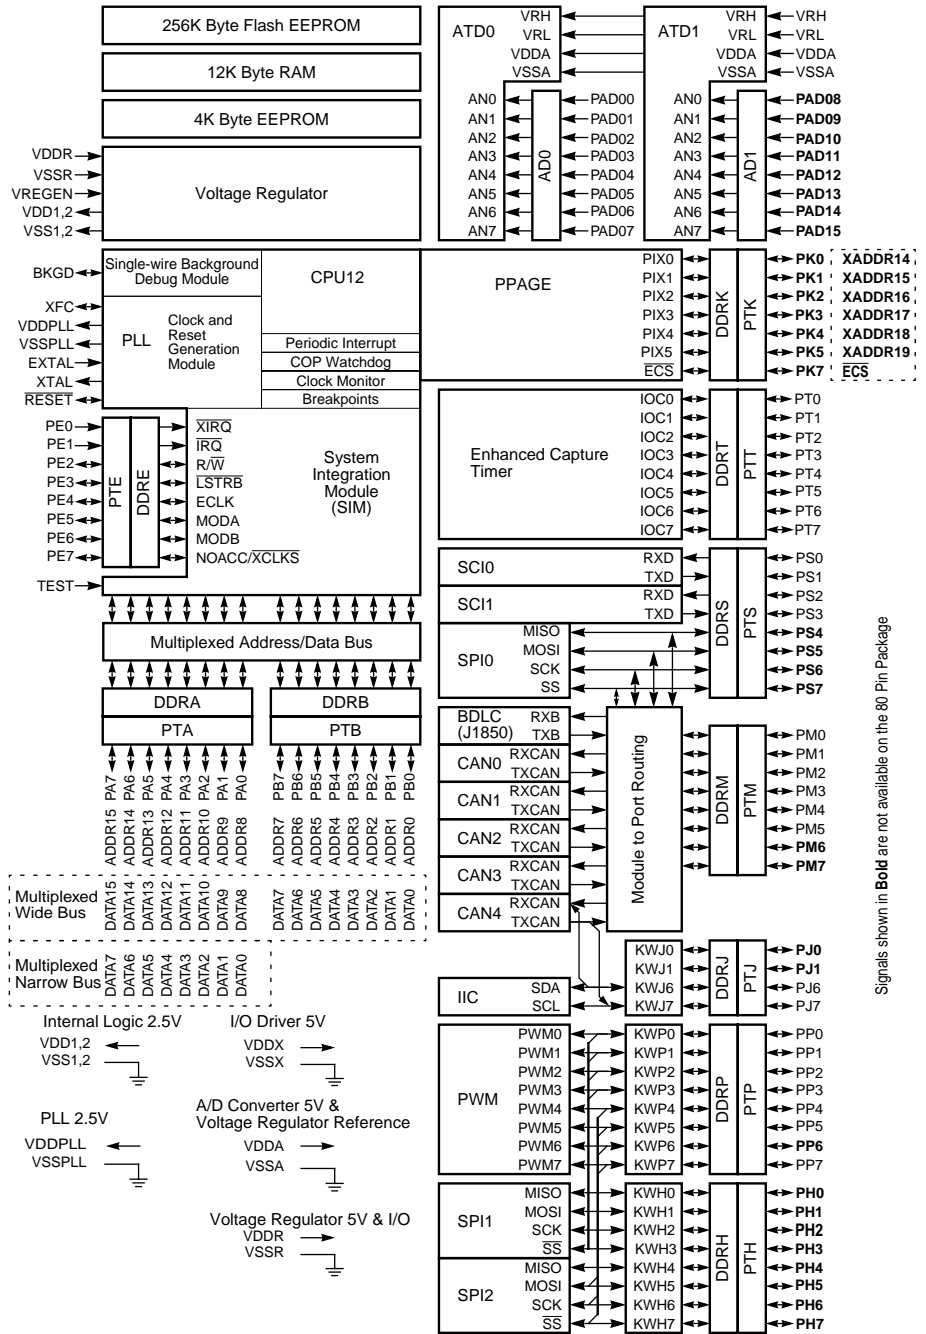 256K Byte Flash EEPROM
12K Byte RAM
4K Byte EEPROM
VDDR
VSSR
VREGEN
VDD1,2
VSS1,2
Voltage Regulator
ATD0
VRH
VRL
VDDA
VSSA
AN0
AN1
AN2
AN3
AN4
AN5
AN6
AN7
AD0
PAD00
PAD01
PAD02
PAD03
PAD04
PAD05
PAD06
PAD07
ATD1
VRH
VRL
VDDA
VSSA
VRH
VRL
VDDA
VSSA
AN0
AN1
AN2
AN3
AN4
AN5
AN6
AN7
AD1
PAD08
PAD09
PAD10
PAD11
PAD12
PAD13
PAD14
PAD15
BKGD
XFC
VDDPLL
VSSPLL
EXTAL
XTAL
RESET
Single-wire Background
Debug Module
CPU12
PLL
Clock and
Reset
Generation
Module
Periodic Interrupt
COP Watchdog
Clock Monitor
Breakpoints
PPAGE
PIX0
PIX1
PIX2
PIX3
PIX4
PIX5
ECS
DDRK
PTK
PK0
PK1
PK2
PK3
PK4
PK5
PK7
XADDR14
XADDR15
XADDR16
XADDR17
XADDR18
XADDR19
ECS
PE0
PE1
PE2
PE3
PE4
PE5
PE6
PE7
TEST
PTE
DDRE
XIRQ
IRQ
R/W
LSTRB
ECLK
MODA
MODB
NOACC/XCLKS
System
Integration
Module
(SIM)
Enhanced Capture
Timer
IOC0
IOC1
IOC2
IOC3
IOC4
IOC5
IOC6
IOC7
DDRT
PTT
PT0
PT1
PT2
PT3
PT4
PT5
PT6
PT7
SCI0
RXD
TXD
SCI1
RXD
TXD
SPI0
MISO
MOSI
SCK
SS
DDRS
PTS
PS0
PS1
PS2
PS3
PS4
PS5
PS6
PS7
Multiplexed Address/Data Bus
DDRA
PTA
DDRB
PTB
PA7
PA6
PA5
PA4
PA3
PA2
PA1
PA0
PB7
PB6
PB5
PB4
PB3
PB2
PB1
PB0
ADDR15
ADDR14
ADDR13
ADDR12
ADDR11
ADDR10
ADDR9
ADDR8
ADDR7
ADDR6
ADDR5
ADDR4
ADDR3
ADDR2
ADDR1
ADDR0
Multiplexed
Wide Bus
DATA15
DATA14
DATA13
DATA12
DATA11
DATA10
DATA9
DATA8
DATA7
DATA6
DATA5
DATA4
DATA3
DATA2
DATA1
DATA0
Multiplexed
Narrow Bus
DATA7
DATA6
DATA5
DATA4
DATA3
DATA2
DATA1
DATA0
BDLC
(J1850)
RXB
TXB
CAN0
RXCAN
TXCAN
CAN1
RXCAN
TXCAN
CAN2
RXCAN
TXCAN
CAN3
RXCAN
TXCAN
CAN4
RXCAN
TXCAN
Module to Port Routing
DDRM
PTM
PM0
PM1
PM2
PM3
PM4
PM5
PM6
PM7
IIC
SDA
SCL
KWJ0
KWJ1
KWJ6
KWJ7
DDRJ
PTJ
PJ0
PJ1
PJ6
PJ7
PWM
PWM0
PWM1
PWM2
PWM3
PWM4
PWM5
PWM6
PWM7
KWP0
KWP1
KWP2
KWP3
KWP4
KWP5
KWP6
KWP7
DDRP
PTP
PP0
PP1
PP2
PP3
PP4
PP5
PP6
PP7
SPI1
MISO
MOSI
SCK
SS
SPI2
MISO
MOSI
SCK
SS
KWH0
KWH1
KWH2
KWH3
KWH4
KWH5
KWH6
KWH7
DDRH
PTH
PH0
PH1
PH2
PH3
PH4
PH5
PH6
PH7
Internal Logic 2.5V
VDD1,2
VSS1,2
I/O Driver 5V
VDDX
VSSX
PLL 2.5V
VDDPLL
VSSPLL
A/D Converter 5V &
Voltage Regulator Reference
VDDA
VSSA
Voltage Regulator 5V & I/O
VDDR
VSSR
Signals shown in Bold are not available on the 80 Pin Package